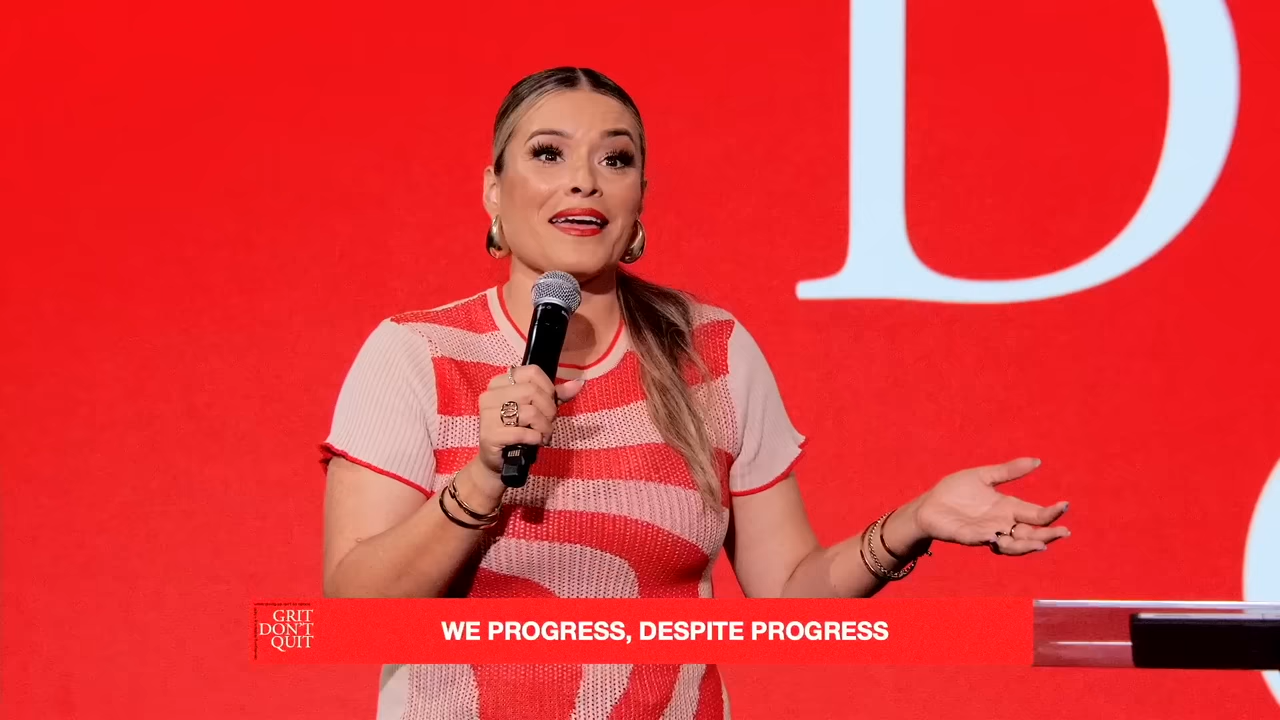 D
GRIT
DON'T
QUIT
WE PROGRESS, DESPITE PROGRESS